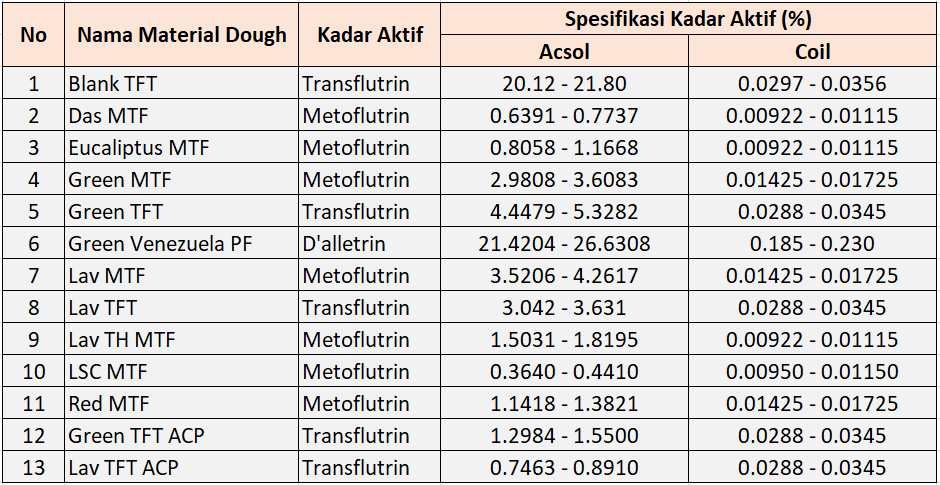 No Nama Material Dough Kadar Aktif Spesifikasi Kadar Aktif (%)
Acsol Coil
1 Blank TFT Transflutrin 20.12 - 21.80 0.0297 - 0.0356
2 Das MTF Metoflutrin 0.6391 - 0.7737 0.00922 - 0.01115
3 Eucaliptus MTF Metoflutrin 0.8058 - 1.1668 0.00922 - 0.01115
4 Green MTF Metoflutrin 2.9808 - 3.6083 0.01425 - 0.01725
5 Green TFT Transflutrin 4.4479 - 5.3282 0.0288 - 0.0345
6 Green Venezuela PF D'alletrin 21.4204 - 26.6308 0.185 - 0.230
7 Lav MTF Metoflutrin 3.5206 - 4.2617 0.01425 - 0.01725
8 Lav TFT Transflutrin 3.042 - 3.631 0.0288 - 0.0345
9 Lav TH MTF Metoflutrin 1.5031 - 1.8195 0.00922 - 0.01115
10 LSC MTF Metoflutrin 0.3640 - 0.4410 0.00950 - 0.01150
11 Red MTF Metoflutrin 1.1418 - 1.3821 0.01425 - 0.01725
12 Green TFT ACP Transflutrin 1.2984 - 1.5500 0.0288 - 0.0345
13 Lav TFT ACP Transflutrin 0.7463 - 0.8910 0.0288 - 0.0345